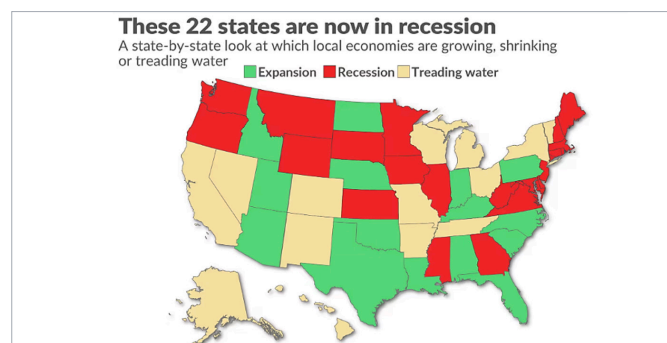 These 22 states are now in recession
A state-by-state look at which local economies are growing, shrinking
or treading water
Expansion Recession Treading water